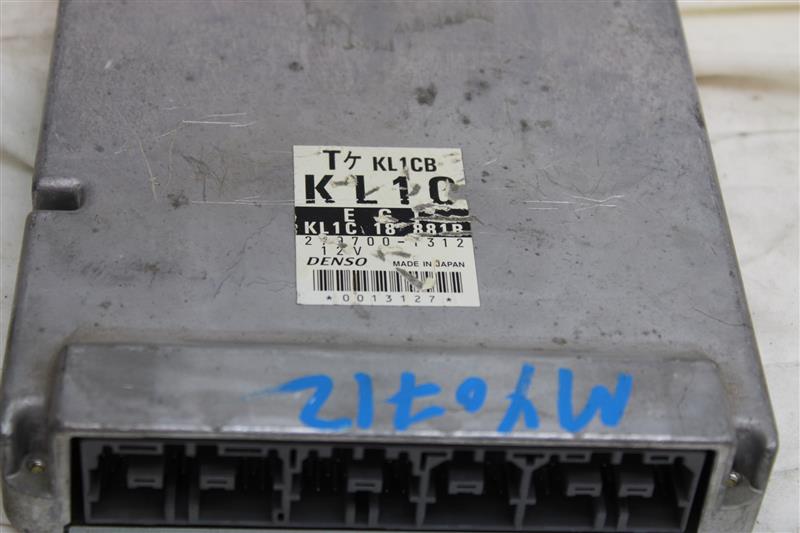 Tケ KL1CB
KL1C
KL1C 18 881B
12V
DENSO MADE IN JAPAN
*0013127*
MY0712